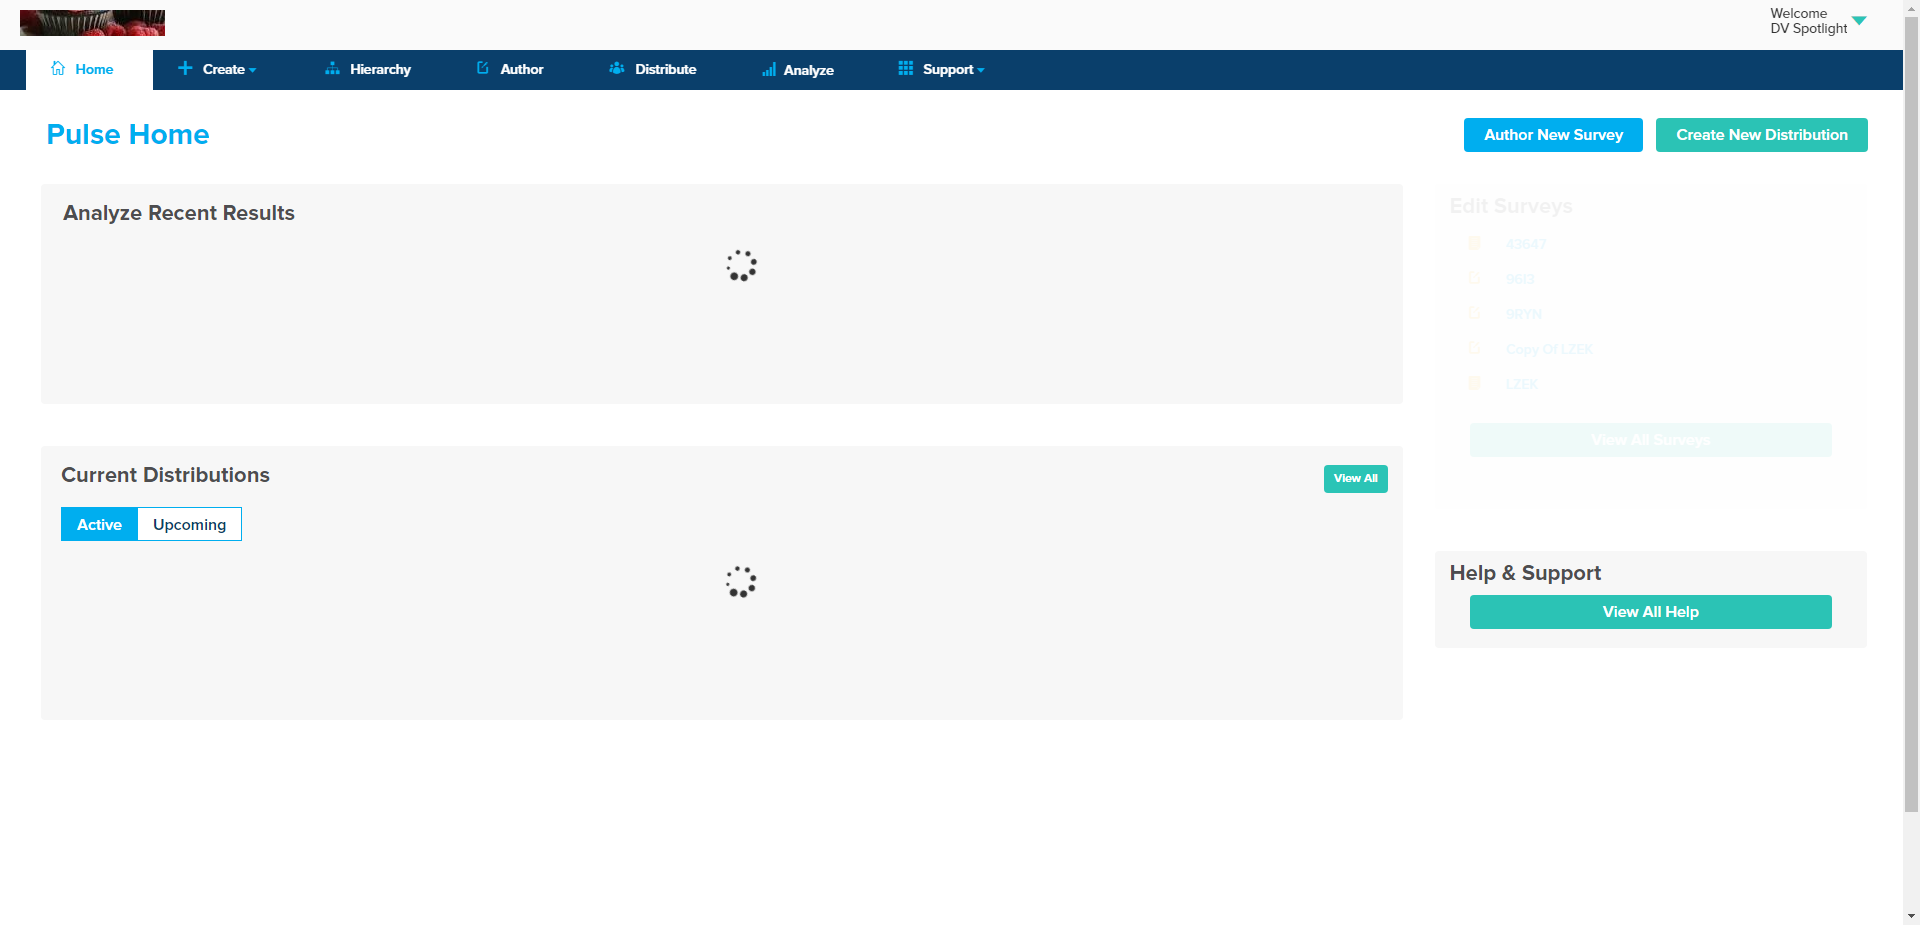 Welcome
DV Spotlight
Home
Create
Hierarchy
Author
Distribute
Analyze
Support
Pulse Home
Author New Survey
Create New Distribution
Analyze Recent Results
Edit Surveys
43647
9613
9RYN
Copy Of LZEK
LZEK
View All Surveys
Current Distributions
View All
Active
Upcoming
Help & Support
View All Help